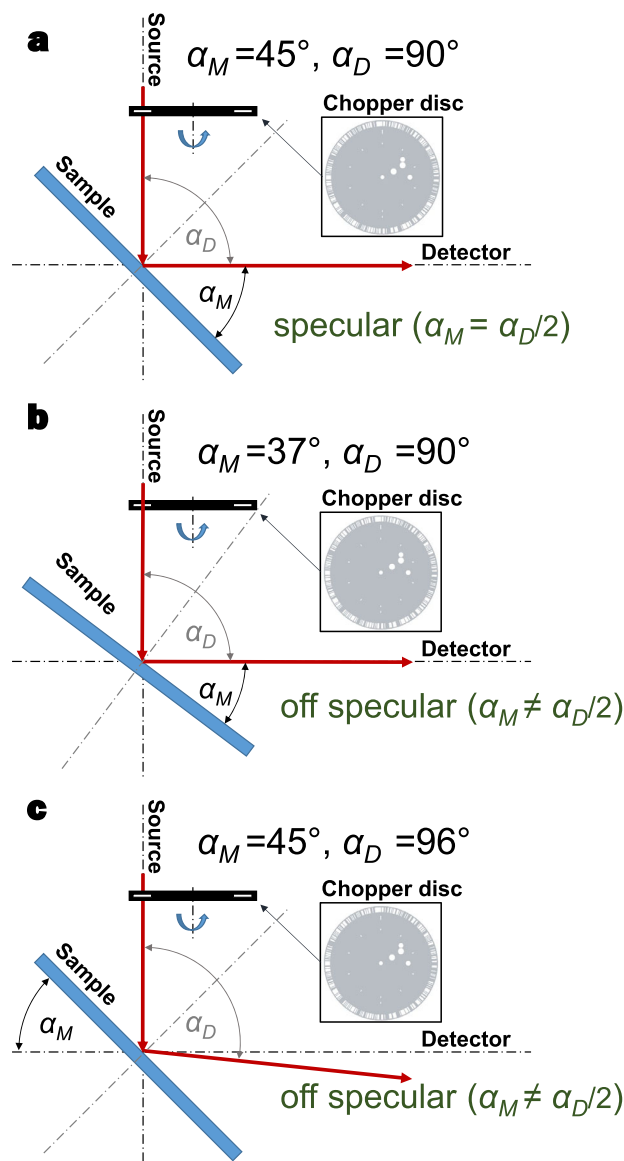 a
Source
α_M =45°, α_D =90°
Chopper disc
Sample
α_D
Detector
α_M
specular (α_M = α_D/2)
b
Source
α_M =37°, α_D =90°
Chopper disc
Sample
α_D
Detector
α_M
off specular (α_M ≠ α_D/2)
c
Source
α_M =45°, α_D =96°
Chopper disc
Sample
α_M
α_D
Detector
off specular (α_M ≠ α_D/2)